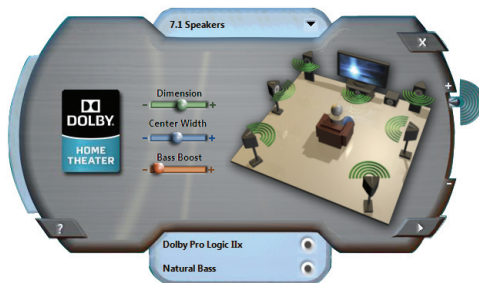 7.1 Speakers
X
Dimension
- +
DOLBY
HOME
THEATER
Center Width
- +
Bass Boost
- +
+
-
?
Dolby Pro Logic IIx
Natural Bass